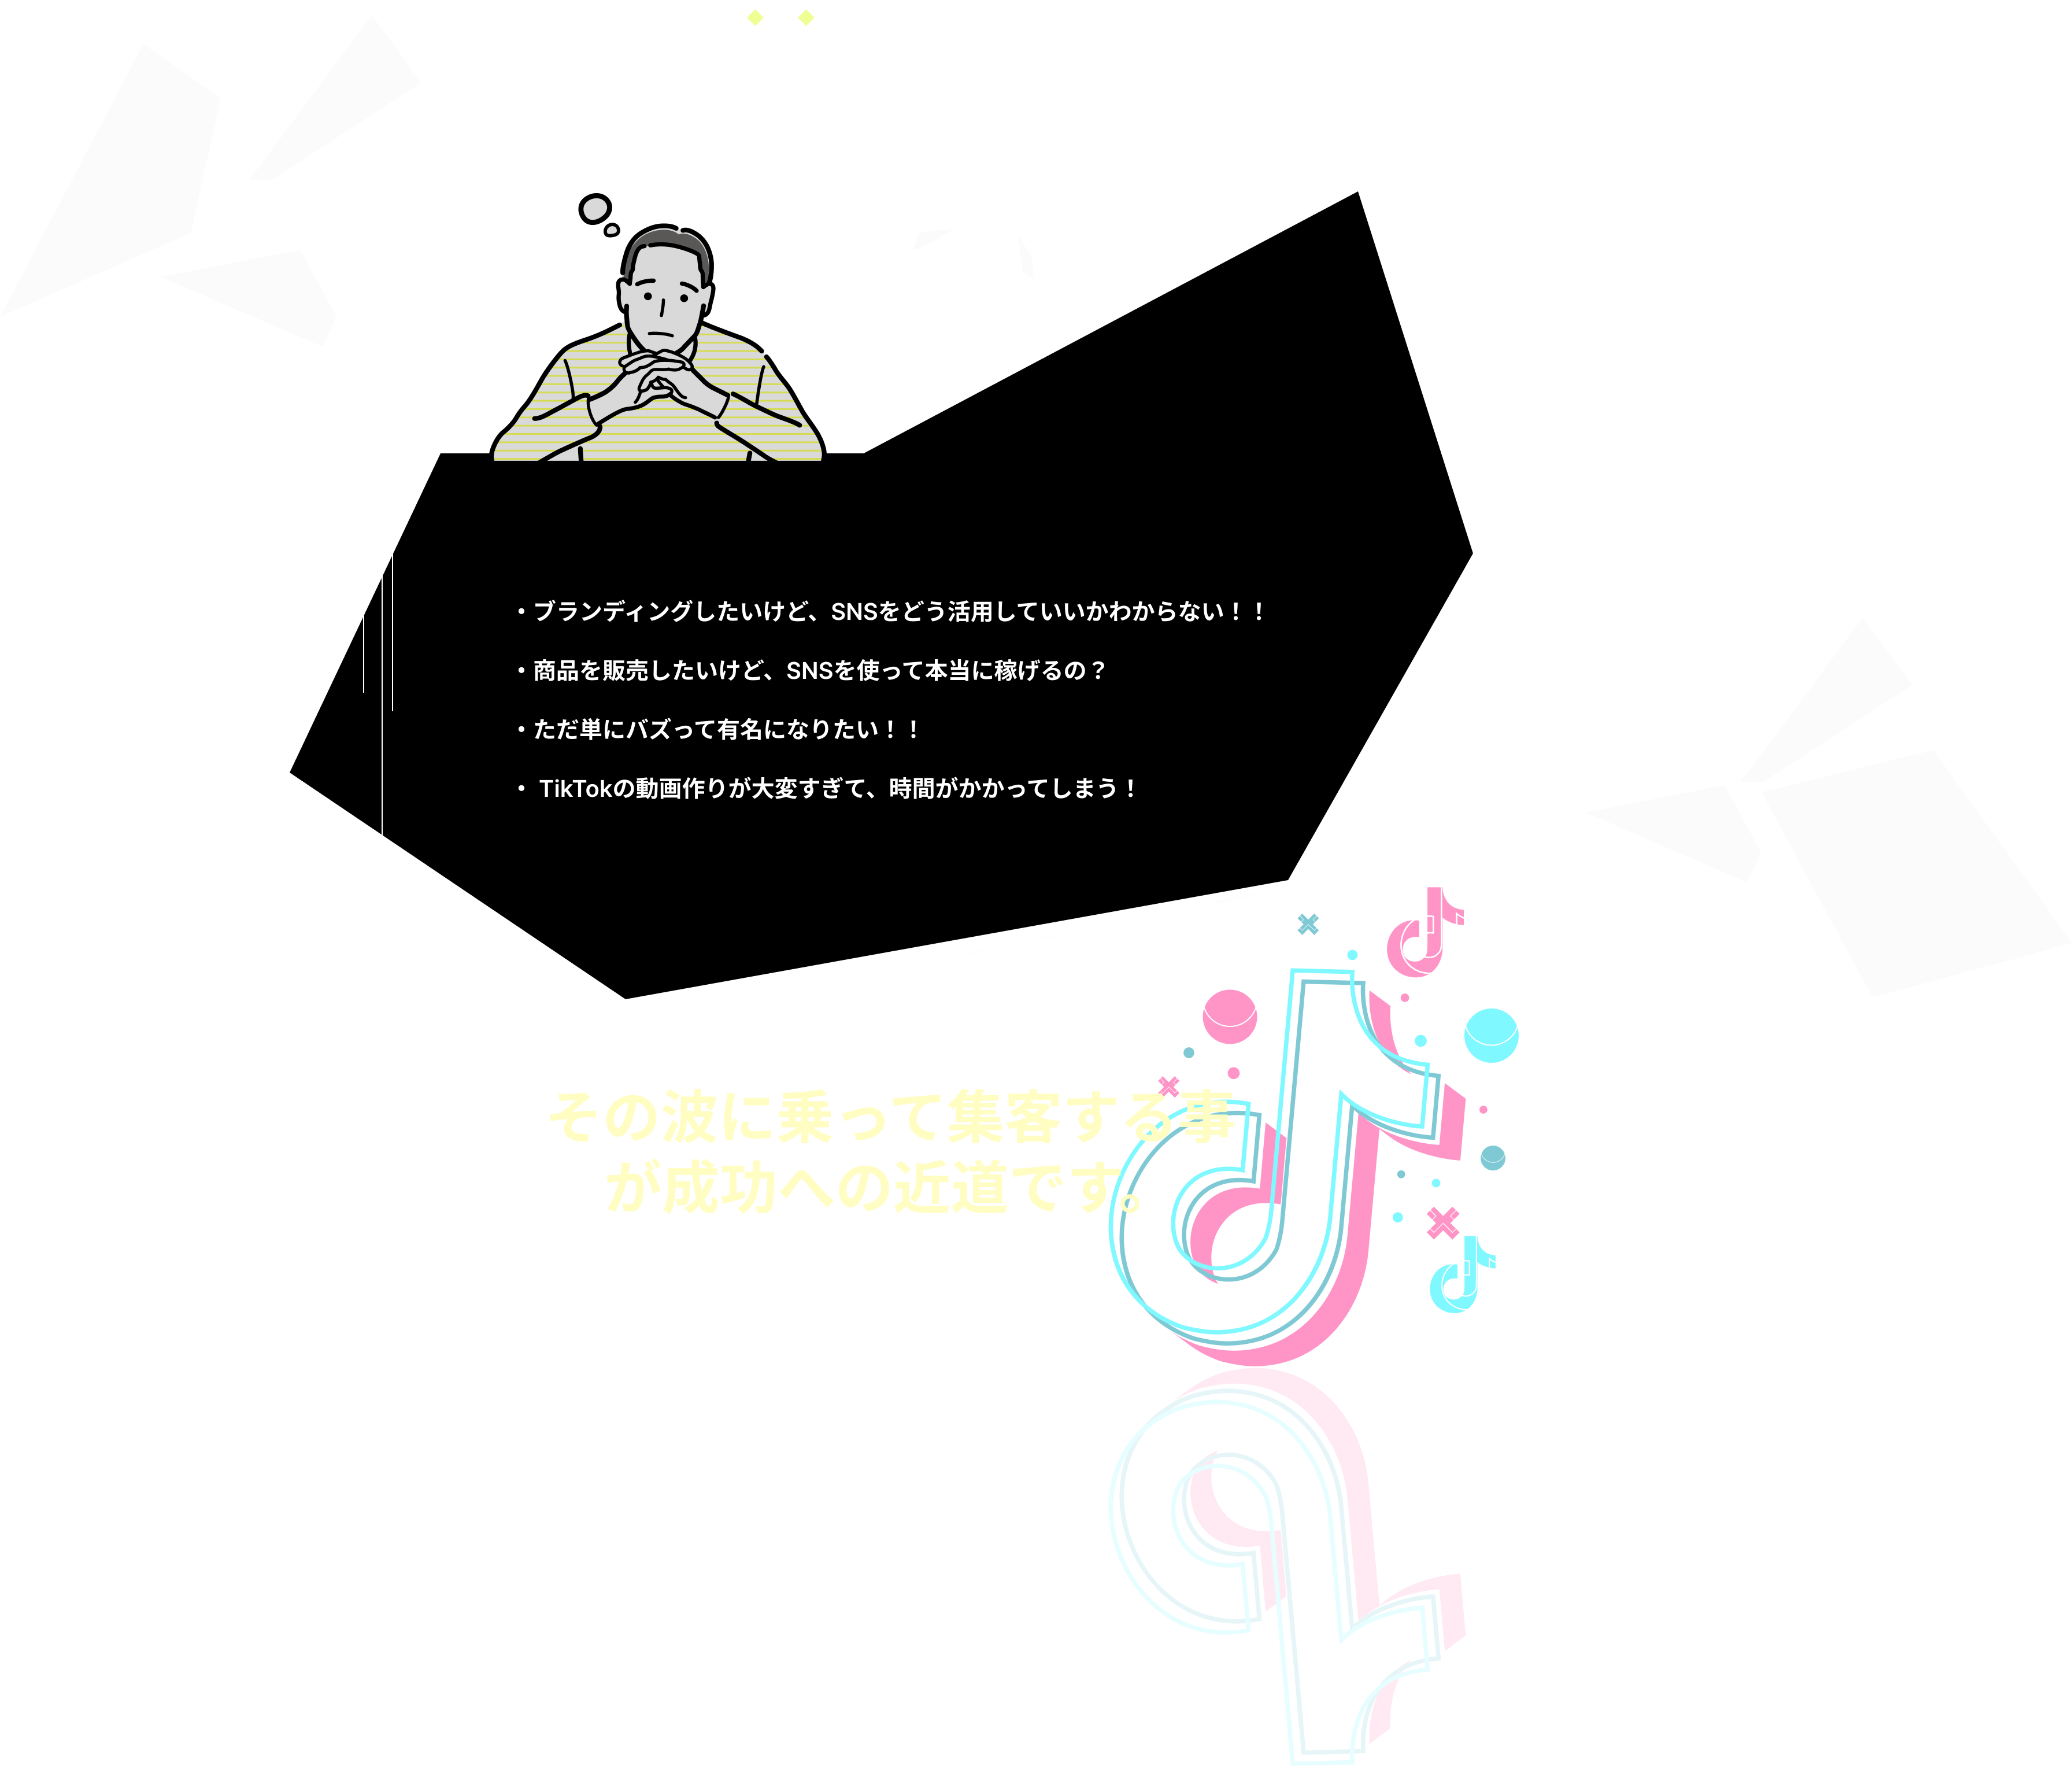 • ブランディングしたいけど、SNSをどう活用していいかわからない！！
• 商品を販売したいけど、SNSを使って本当に稼げるの？
• ただ単にバズって有名になりたい！！
• TikTokの動画作りが大変すぎて、時間がかかってしまう！
その波に乗って集客する事
が成功への近道です。